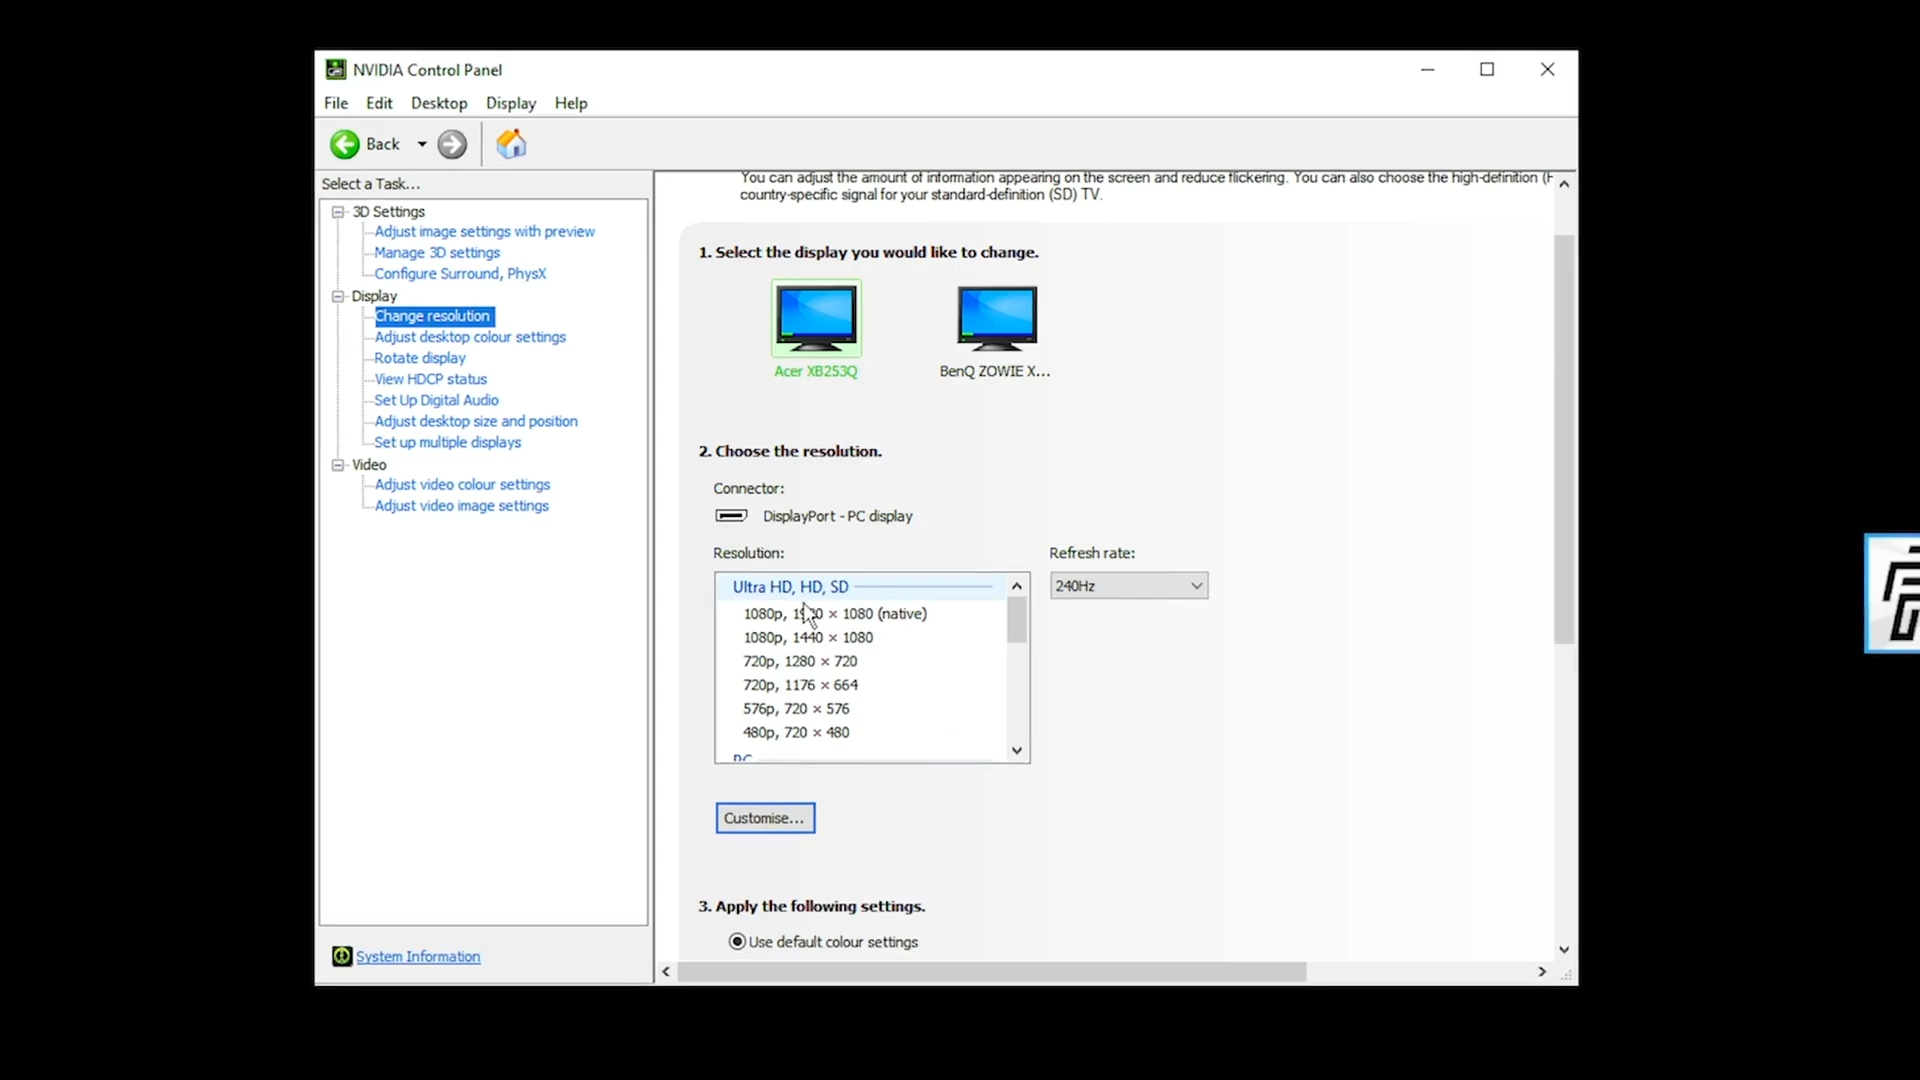 NVIDIA Control Panel
File Edit Desktop Display Help
Back
Select a Task...
3D Settings
Adjust image settings with preview
Manage 3D settings
Configure Surround, PhysX
Display
Change resolution
Adjust desktop colour settings
Rotate display
View HDCP status
Set Up Digital Audio
Adjust desktop size and position
Set up multiple displays
Video
Adjust video colour settings
Adjust video image settings
System Information
You can adjust the amount of information appearing on the screen and reduce flickering. You can also choose the high-definition (
country-specific signal for your standard-definition (SD) TV.
1. Select the display you would like to change.
Acer XB253Q
BenQ ZOWIE X...
2. Choose the resolution.
Connector:
DisplayPort - PC display
Resolution:
Refresh rate:
Ultra HD, HD, SD
240Hz
1080p, 1920 × 1080 (native)
1080p, 1440 × 1080
720p, 1280 × 720
720p, 1176 × 664
576p, 720 × 576
480p, 720 × 480
PC
Customise...
3. Apply the following settings.
Use default colour settings